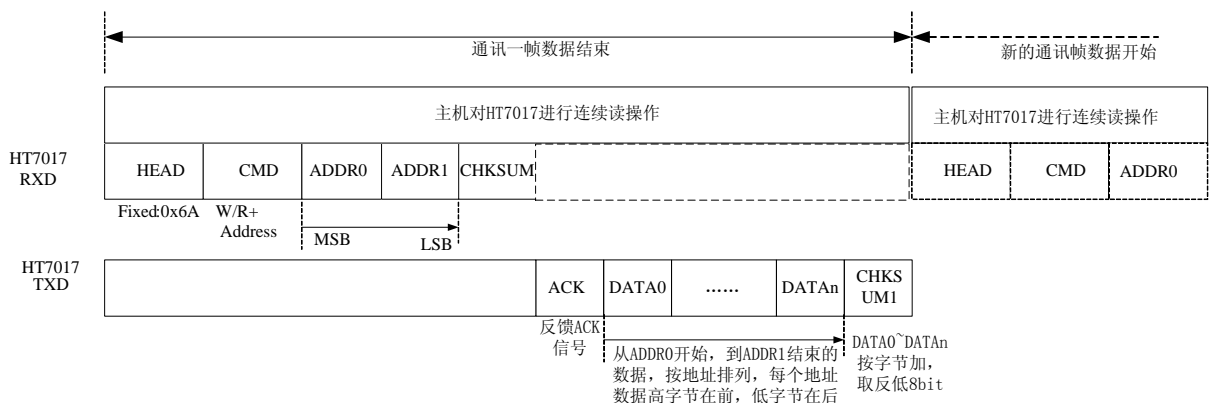 通讯一帧数据结束
新的通讯帧数据开始
主机对HT7017进行连续读操作
主机对HT7017进行连续读操作
HT7017
RXD
HEAD
CMD
ADDR0
ADDR1
CHKSUM
HEAD
CMD
ADDR0
Fixed:0x6A
W/R+
Address
MSB
LSB
HT7017
TXD
ACK
DATA0
……
DATAn
CHKS
UM1
反馈ACK
信号
从ADDR0开始，到ADDR1结束的
数据，按地址排列，每个地址
数据高字节在前，低字节在后
DATA0~DATAn
按字节加，
取反低8bit